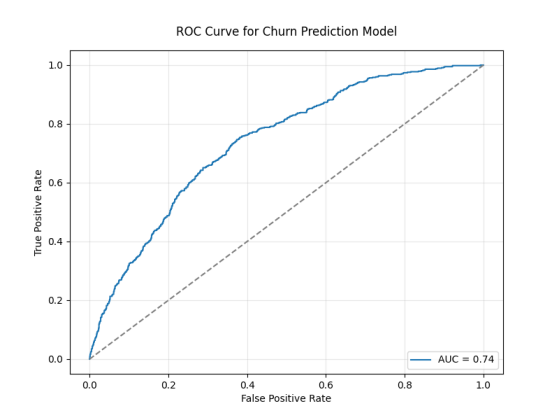 ROC Curve for Churn Prediction Model
1.0
0.8
0.6
0.4
0.2
0.0
True Positive Rate
AUC = 0.74
0.0 0.2 0.4 0.6 0.8 1.0
False Positive Rate